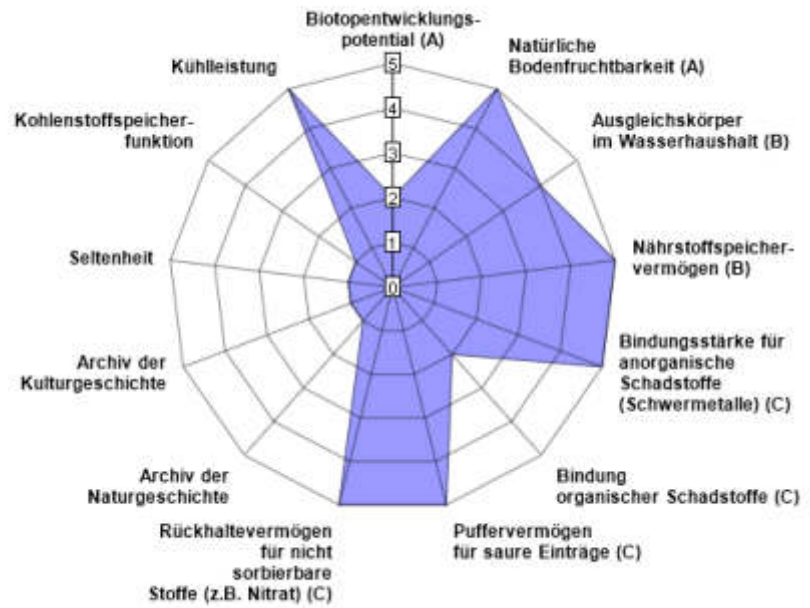 Biotopentwicklungs-
potential (A)
Natürliche
Bodenfruchtbarkeit (A)
Ausgleichskörper
im Wasserhaushalt (B)
Nährstoffspeicher-
vermögen (B)
Bindungsstärke für
anorganische
Schadstoffe
(Schwermetalle) (C)
Bindung
organischer Schadstoffe (C)
Puffervermögen
für saure Einträge (C)
Rückhaltevermögen
für nicht
sorbierbare
Stoffe (z.B. Nitrat) (C)
Archiv der
Naturgeschichte
Archiv der
Kulturgeschichte
Seltenheit
Kohlenstoffspeicher-
funktion
Kühlleistung
5
4
3
2
1
0